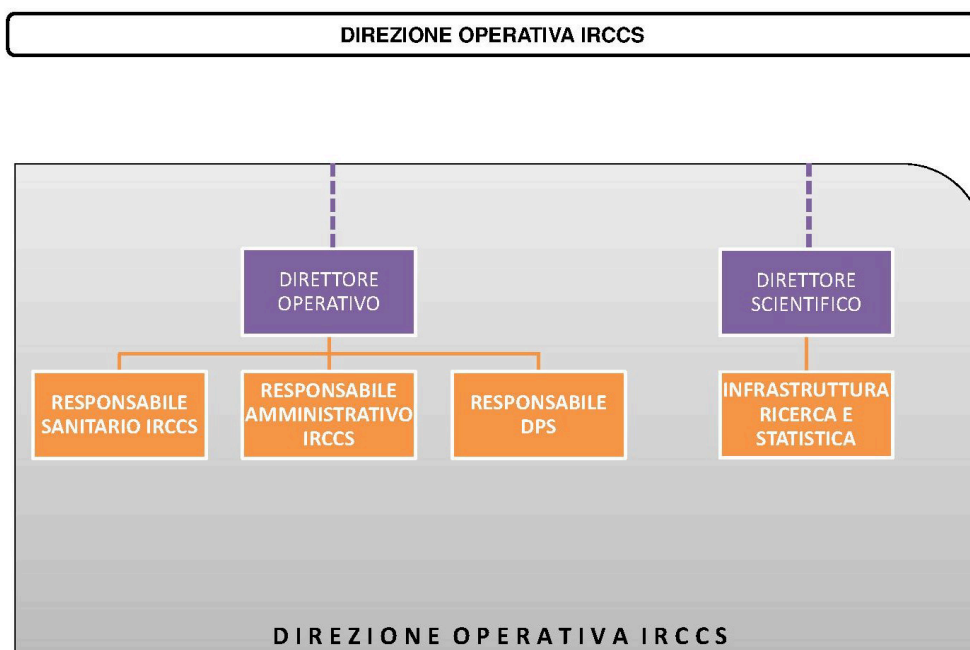 DIREZIONE OPERATIVA IRCCS
DIRETTORE
OPERATIVO
DIRETTORE
SCIENTIFICO
RESPONSABILE
SANITARIO IRCCS
RESPONSABILE
AMMINISTRATIVO
IRCCS
RESPONSABILE
DPS
INFRASTRUTTURA
RICERCA E
STATISTICA
DIREZIONE OPERATIVA IRCCS